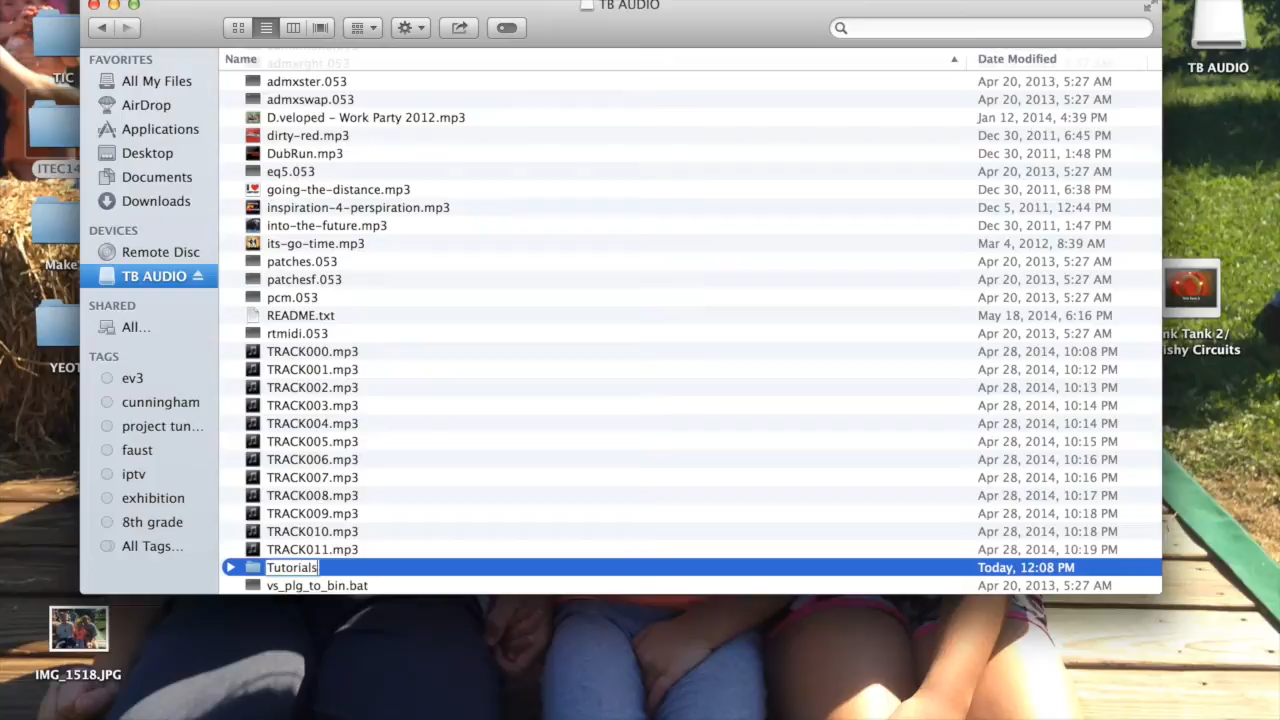 TB AUDIO
Name
Date Modified
admxrght.053
admxster.053 Apr 20, 2013, 5:27 AM
admxswap.053 Apr 20, 2013, 5:27 AM
D.veloped - Work Party 2012.mp3 Jan 12, 2014, 4:39 PM
dirty-red.mp3 Dec 30, 2011, 6:45 PM
DubRun.mp3 Dec 30, 2011, 1:48 PM
eq5.053 Apr 20, 2013, 5:27 AM
going-the-distance.mp3 Dec 30, 2011, 6:38 PM
inspiration-4-perspiration.mp3 Dec 5, 2011, 12:44 PM
into-the-future.mp3 Dec 30, 2011, 1:47 PM
its-go-time.mp3 Mar 4, 2012, 8:39 AM
patches.053 Apr 20, 2013, 5:27 AM
patchesf.053 Apr 20, 2013, 5:27 AM
pcm.053 Apr 20, 2013, 5:27 AM
README.txt May 18, 2014, 6:16 PM
rtmidi.053 Apr 20, 2013, 5:27 AM
TRACK000.mp3 Apr 28, 2014, 10:08 PM
TRACK001.mp3 Apr 28, 2014, 10:12 PM
TRACK002.mp3 Apr 28, 2014, 10:13 PM
TRACK003.mp3 Apr 28, 2014, 10:14 PM
TRACK004.mp3 Apr 28, 2014, 10:14 PM
TRACK005.mp3 Apr 28, 2014, 10:15 PM
TRACK006.mp3 Apr 28, 2014, 10:16 PM
TRACK007.mp3 Apr 28, 2014, 10:16 PM
TRACK008.mp3 Apr 28, 2014, 10:17 PM
TRACK009.mp3 Apr 28, 2014, 10:18 PM
TRACK010.mp3 Apr 28, 2014, 10:18 PM
TRACK011.mp3 Apr 28, 2014, 10:19 PM
Tutorials Today, 12:08 PM
vs_plg_to_bin.bat Apr 20, 2013, 5:27 AM
FAVORITES
All My Files
AirDrop
Applications
Desktop
Documents
Downloads
DEVICES
Remote Disc
TB AUDIO
SHARED
All...
TAGS
ev3
cunningham
project tun...
faust
iptv
exhibition
8th grade
All Tags...
TIC
ITEC14
Make
YEOT
IMG_1518.JPG
TB AUDIO
nk Tank 2/
ishy Circuits